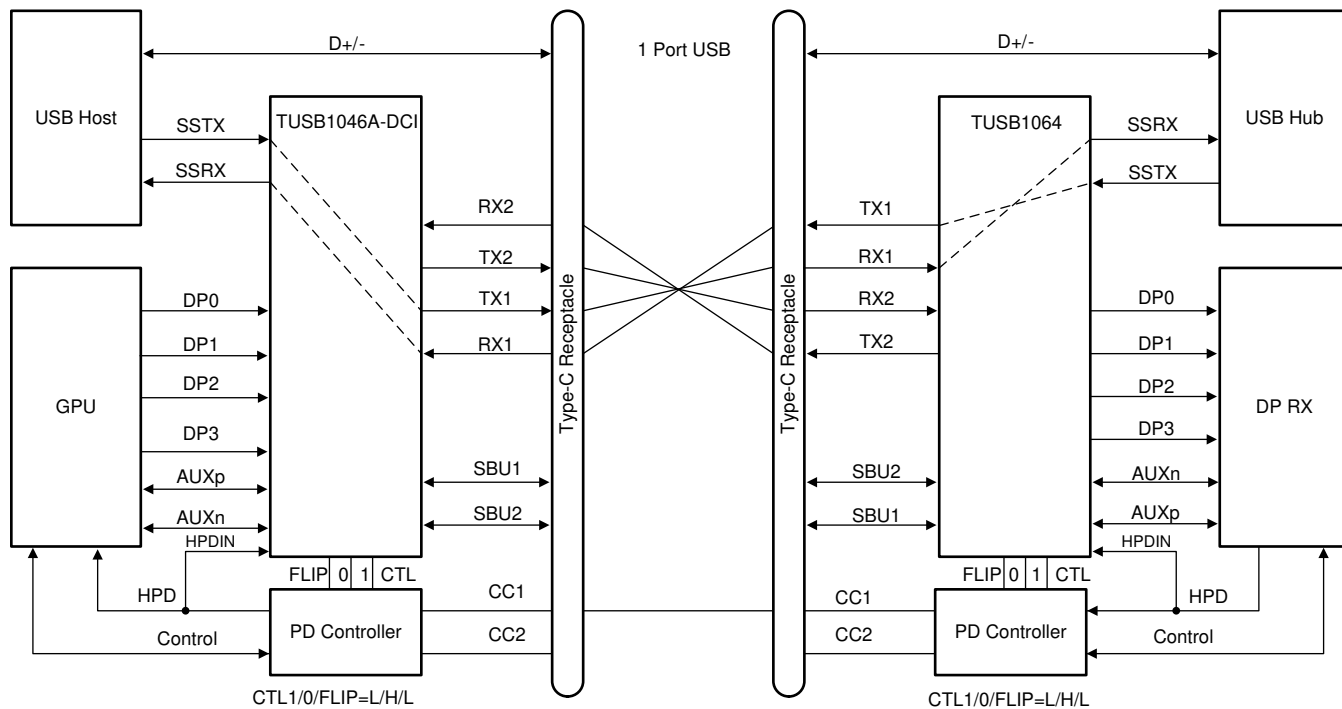 D+/-
1 Port USB
D+/-
USB Host
TUSB1046A-DCI
TUSB1064
USB Hub
SSTX
SSRX
SSRX
SSTX
RX2
TX2
TX1
RX1
TX1
RX1
RX2
TX2
GPU
DP0
DP1
DP2
DP3
AUXp
AUXn
HPDIN
SBU1
SBU2
Type-C Receptacle
Type-C Receptacle
SBU2
SBU1
DP0
DP1
DP2
DP3
AUXn
AUXp
HPDIN
DP RX
FLIP 0 1 CTL
FLIP 0 1 CTL
HPD
Control
PD Controller
CC1
CC2
CC1
CC2
PD Controller
HPD
Control
CTL1/0/FLIP=L/H/L
CTL1/0/FLIP=L/H/L